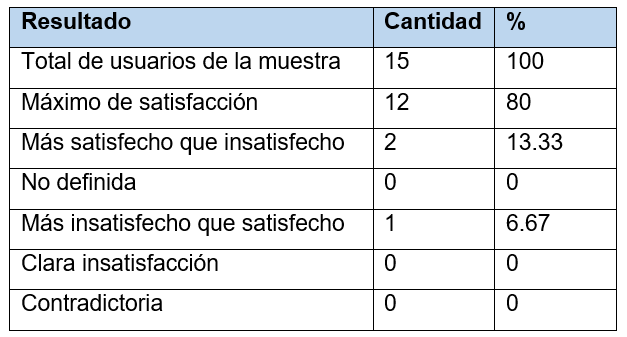 Resultado Cantidad %
Total de usuarios de la muestra 15 100
Máximo de satisfacción 12 80
Más satisfecho que insatisfecho 2 13.33
No definida 0 0
Más insatisfecho que satisfecho 1 6.67
Clara insatisfacción 0 0
Contradictoria 0 0